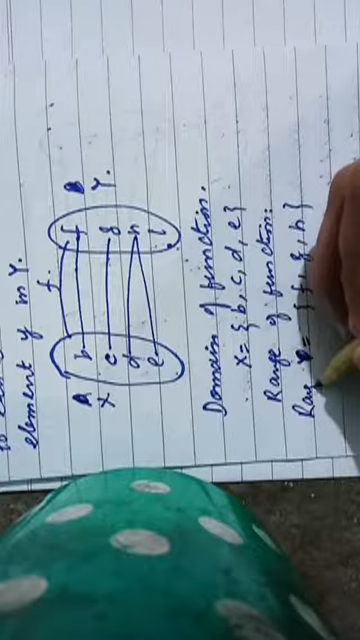 element y in Y.
f.
A B
X Y.
b f
c g
d h
e i
Domain of function.
X = {b, c, d, e}
Range of function:
= { f, g, h }